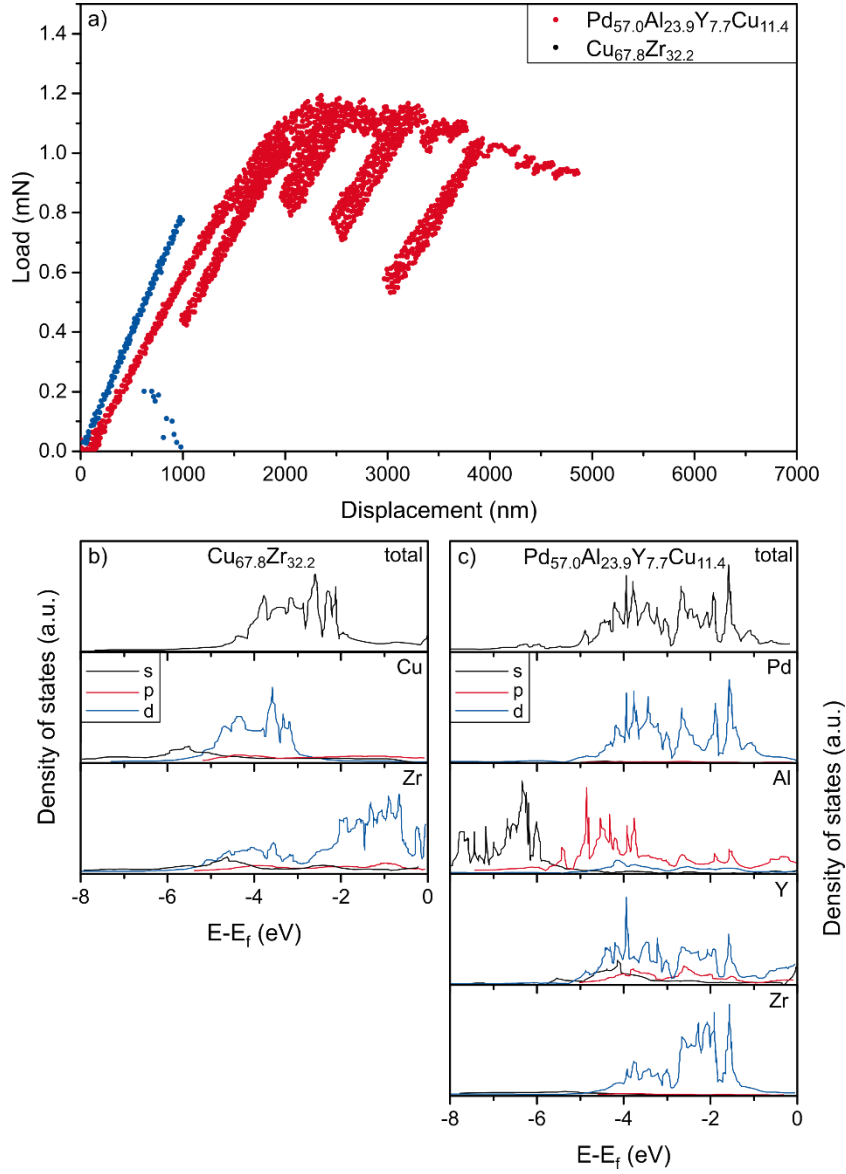 a)
Pd57.0Al23.9Y7.7Cu11.4
Cu67.8Zr32.2
1.4
1.2
1.0
0.8
0.6
0.4
0.2
0.0
Load (mN)
0 1000 2000 3000 4000 5000 6000 7000
Displacement (nm)
b) Cu67.8Zr32.2 total
s
p
d
Cu
Zr
Density of states (a.u.)
-8 -6 -4 -2 0
E-Ef (eV)
c) Pd57.0Al23.9Y7.7Cu11.4 total
s
p
d
Pd
Al
Y
Zr
Density of states (a.u.)
-8 -6 -4 -2 0
E-Ef (eV)